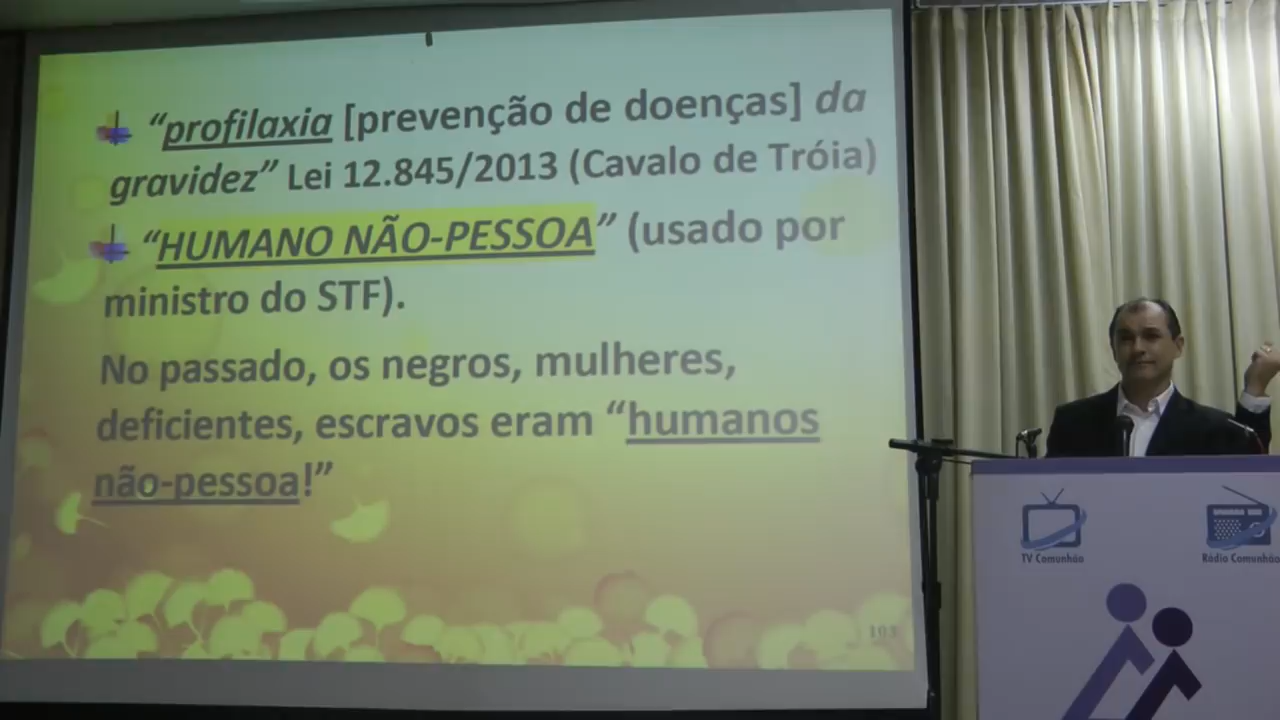 “profilaxia [prevenção de doenças] da
gravidez” Lei 12.845/2013 (Cavalo de Tróia)
“HUMANO NÃO-PESSOA” (usado por
ministro do STF).
No passado, os negros, mulheres,
deficientes, escravos eram “humanos
não-pessoa!”
103
TV Comunhão
Rádio Comunhão